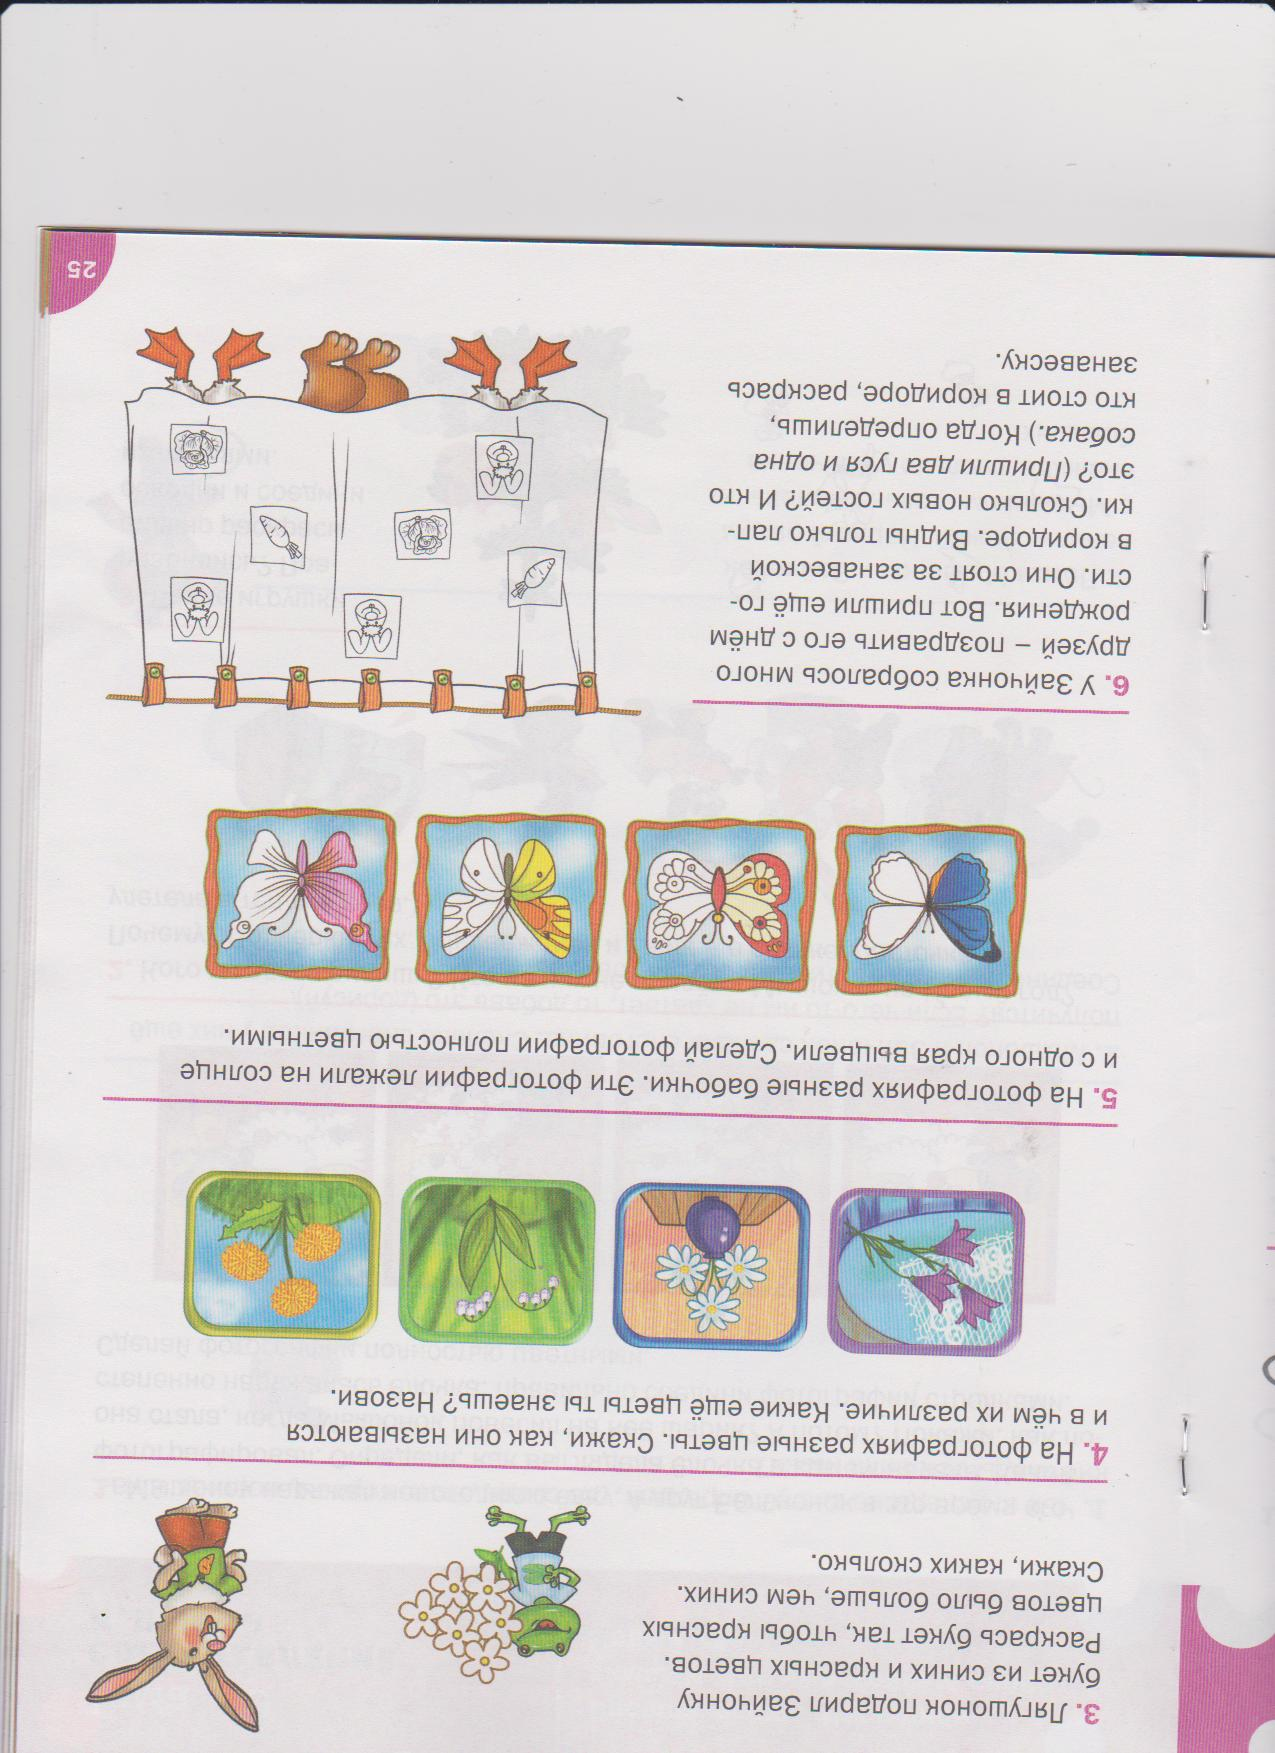 3. Лягушонок подарил Зайчонку
букет из синих и красных цветов.
Раскрась букет так, чтобы красных
цветов было больше, чем синих.
Скажи, каких сколько.
4. На фотографиях разные цветы. Скажи, как они называются
и в чём их различие. Какие ещё цветы ты знаешь? Назови.
5. На фотографиях разные бабочки. Эти фотографии лежали на солнце
и с одного края выцвели. Сделай фотографии полностью цветными.
6. У Зайчонка собралось много
друзей – поздравить его с днём
рождения. Вот пришли ещё го-
сти. Они стоят за занавеской
в коридоре. Видны только лап-
ки. Сколько новых гостей? И кто
это? (Пришли два гуся и одна
собака.) Когда определишь,
кто стоит в коридоре, раскрась
занавеску.
25